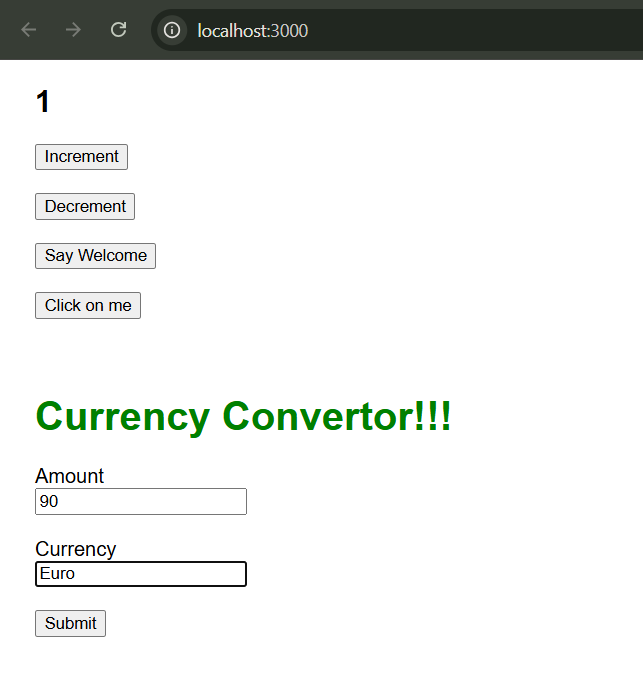 localhost:3000
1
Increment
Decrement
Say Welcome
Click on me
Currency Convertor!!!
Amount
90
Currency
Euro
Submit